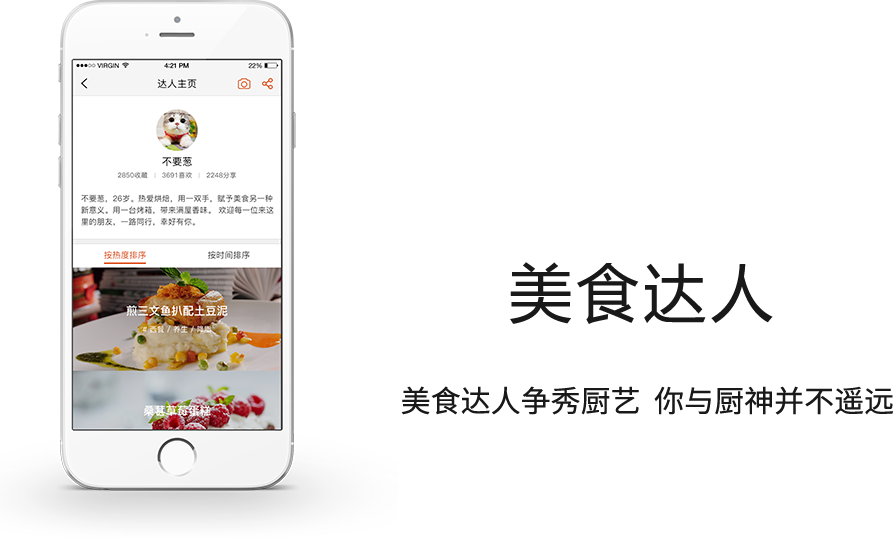 VIRGIN
4:21 PM
22%
达人主页
不要葱
2850收藏 | 3691喜欢 | 2248分享
不要葱，26岁。热爱烘焙，用一双手，赋予美食另一种
新意义。用一台烤箱，带来满屋香味。 欢迎每一位来这
里的朋友，一路同行，幸好有你。
按热度排序
按时间排序
煎三文鱼扒配土豆泥
# 西餐 / 养生 / 降脂
桑葚草莓蛋糕
美食达人
美食达人争秀厨艺 你与厨神并不遥远